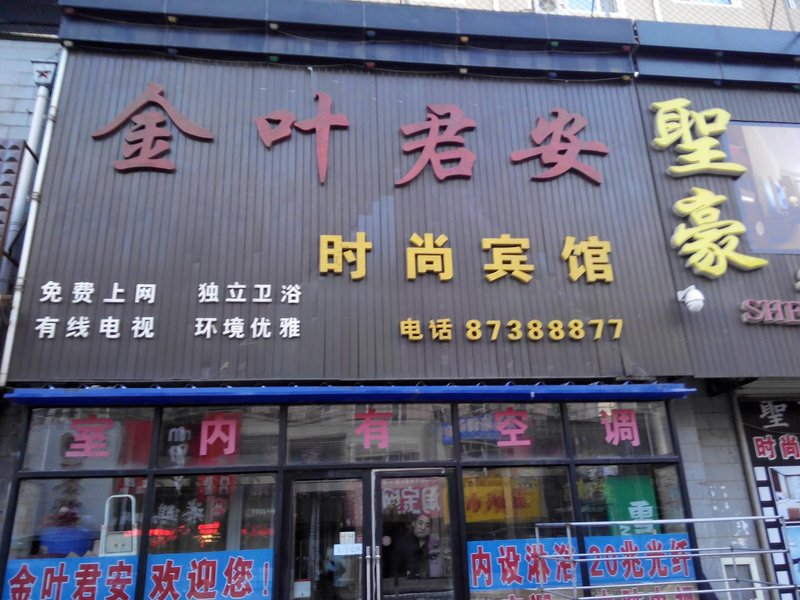 金叶君安
时尚宾馆
免费上网 独立卫浴
有线电视 环境优雅
电话 87388877
聖豪
SHE
室内有空调
金叶君安 欢迎您!
内设淋浴 20兆光纤
聖
时尚
雪